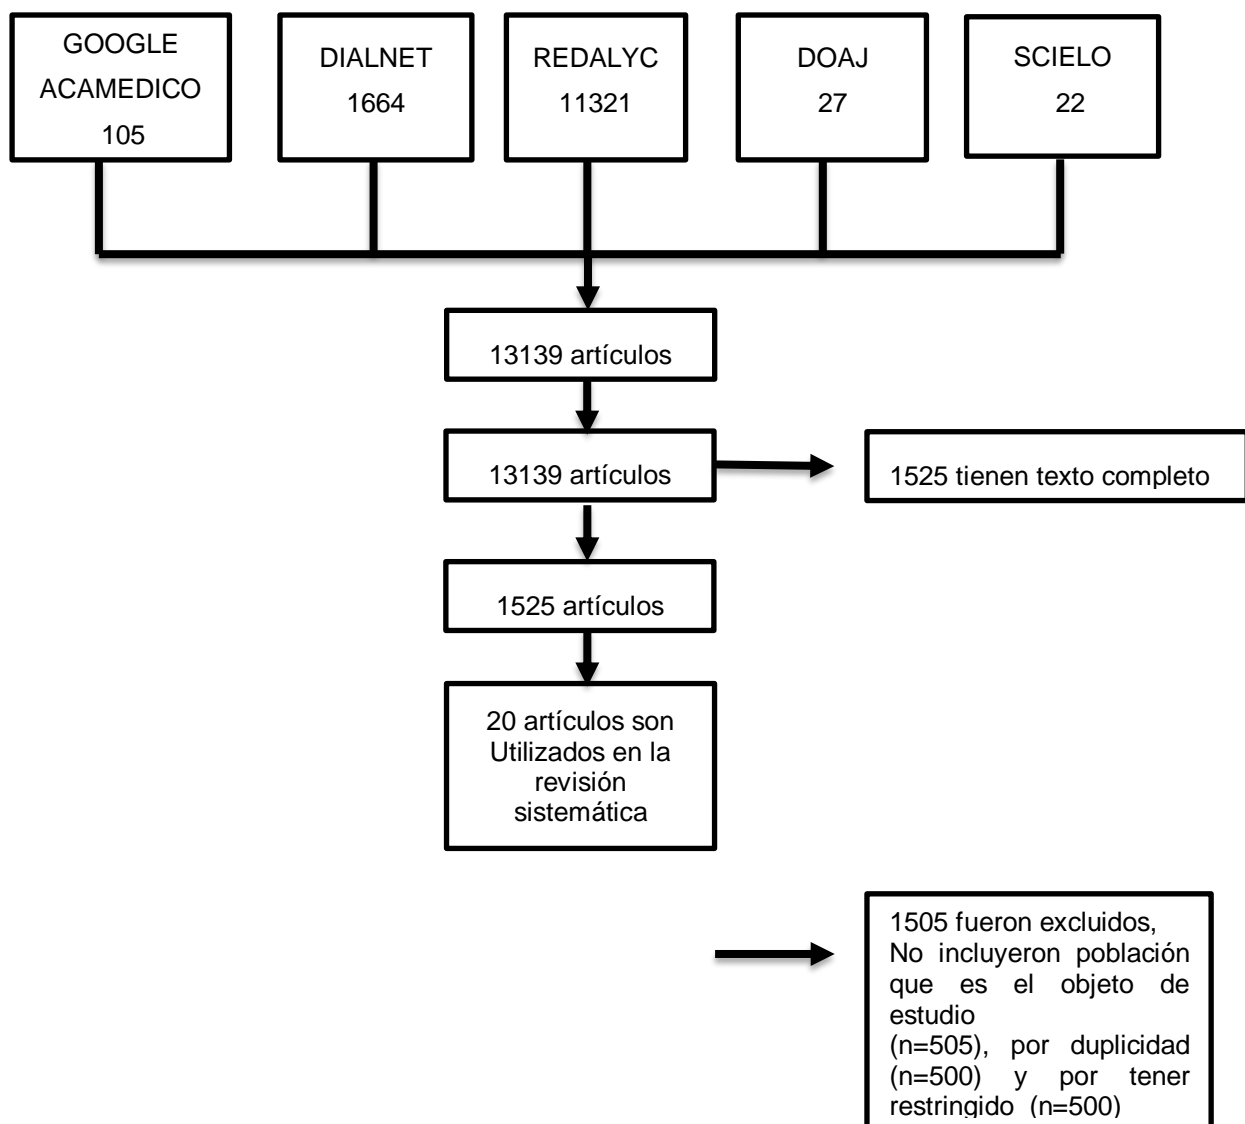 GOOGLE
ACAMEDICO
105
DIALNET
1664
REDALYC
11321
DOAJ
27
SCIELO
22
13139 artículos
13139 artículos
1525 tienen texto completo
1525 artículos
20 artículos son
Utilizados en la
revisión
sistemática
1505 fueron excluidos,
No incluyeron población
que es el objeto de
estudio
(n=505), por duplicidad
(n=500) y por tener
restringido (n=500)